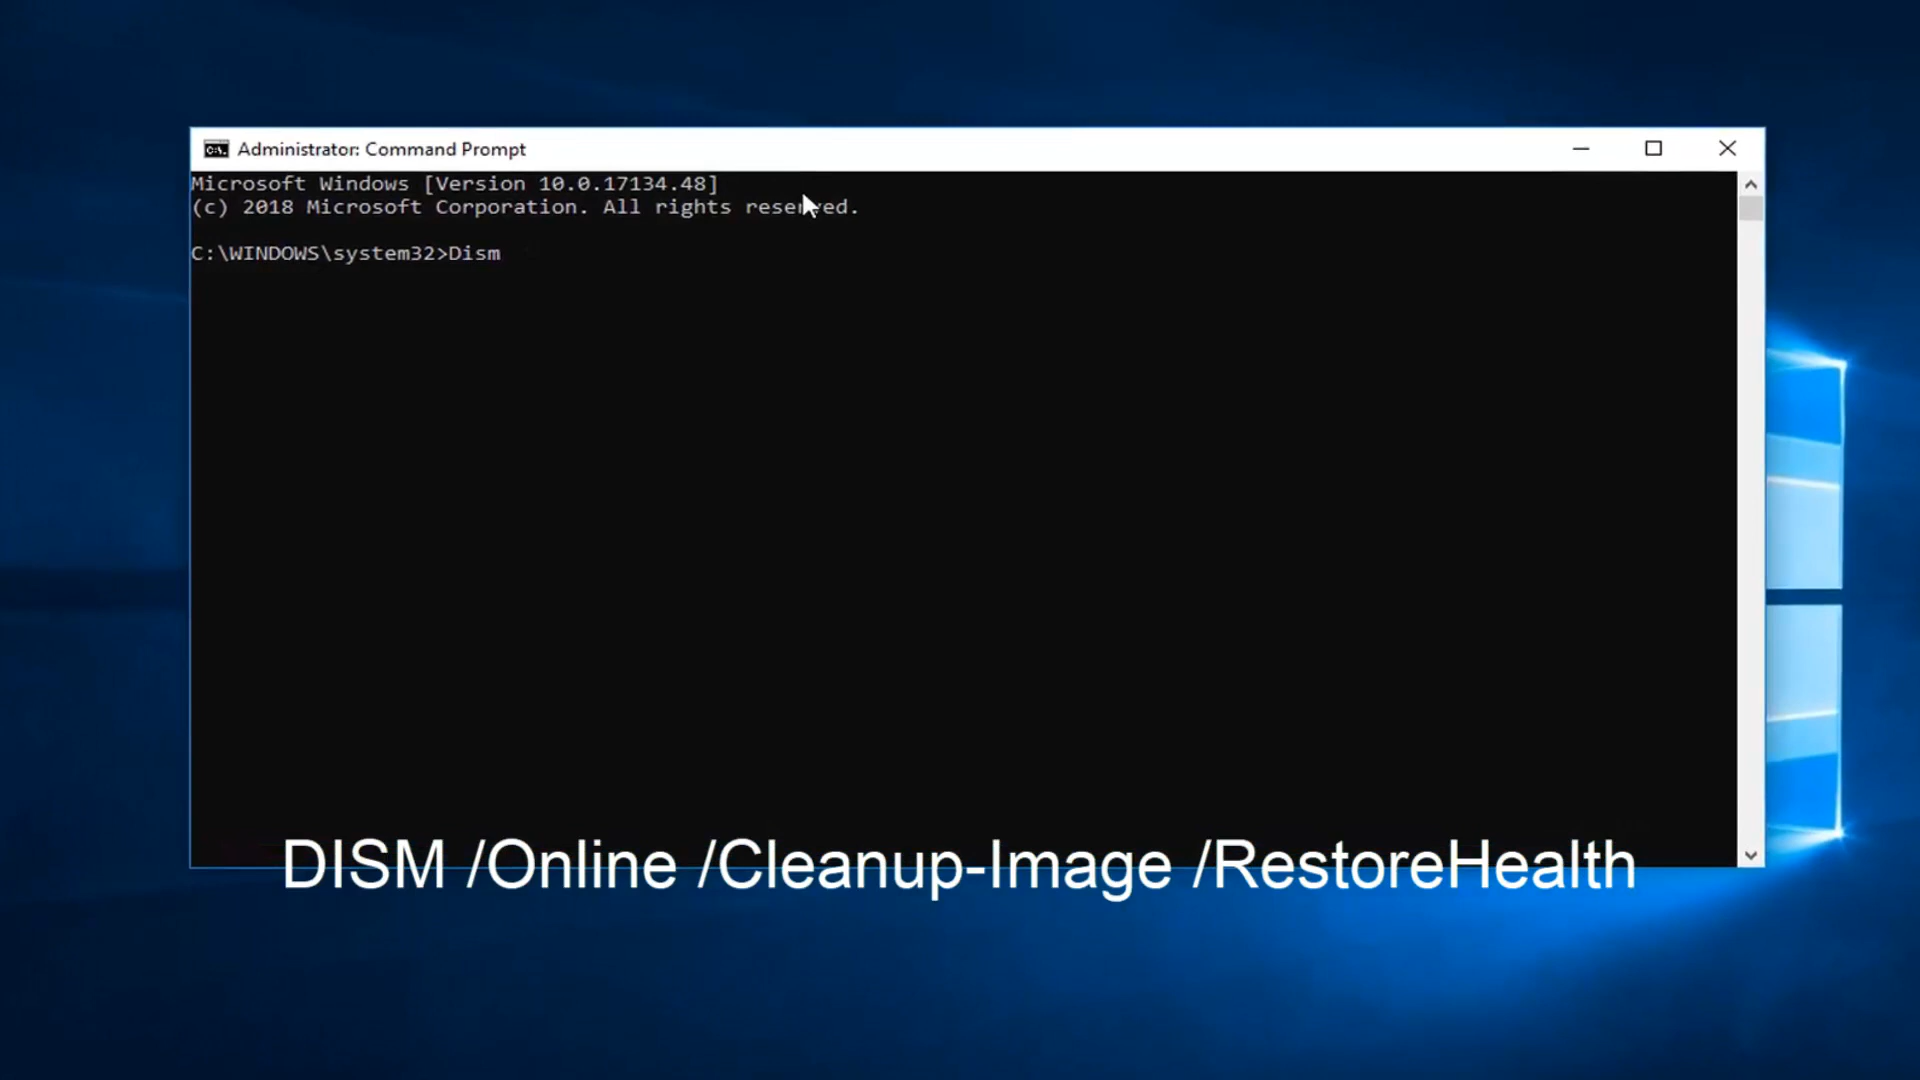 Administrator: Command Prompt
Microsoft Windows [Version 10.0.17134.48]
(c) 2018 Microsoft Corporation. All rights reserved.
C:\WINDOWS\system32>Dism
DISM /Online /Cleanup-Image /RestoreHealth